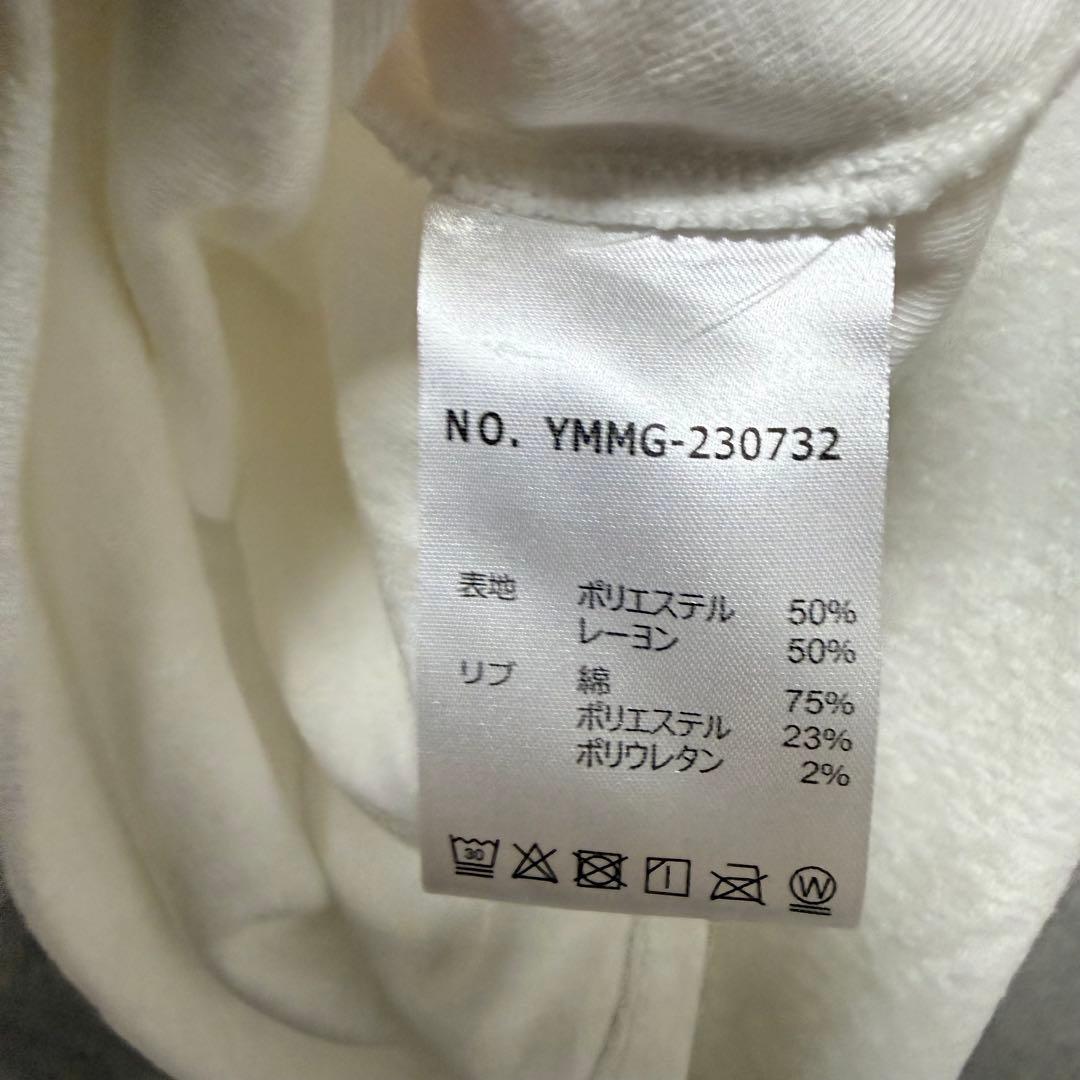 NO. YMMG-230732
表地 ポリエステル 50%
レーヨン 50%
リブ 綿 75%
ポリエステル 23%
ポリウレタン 2%
30 W